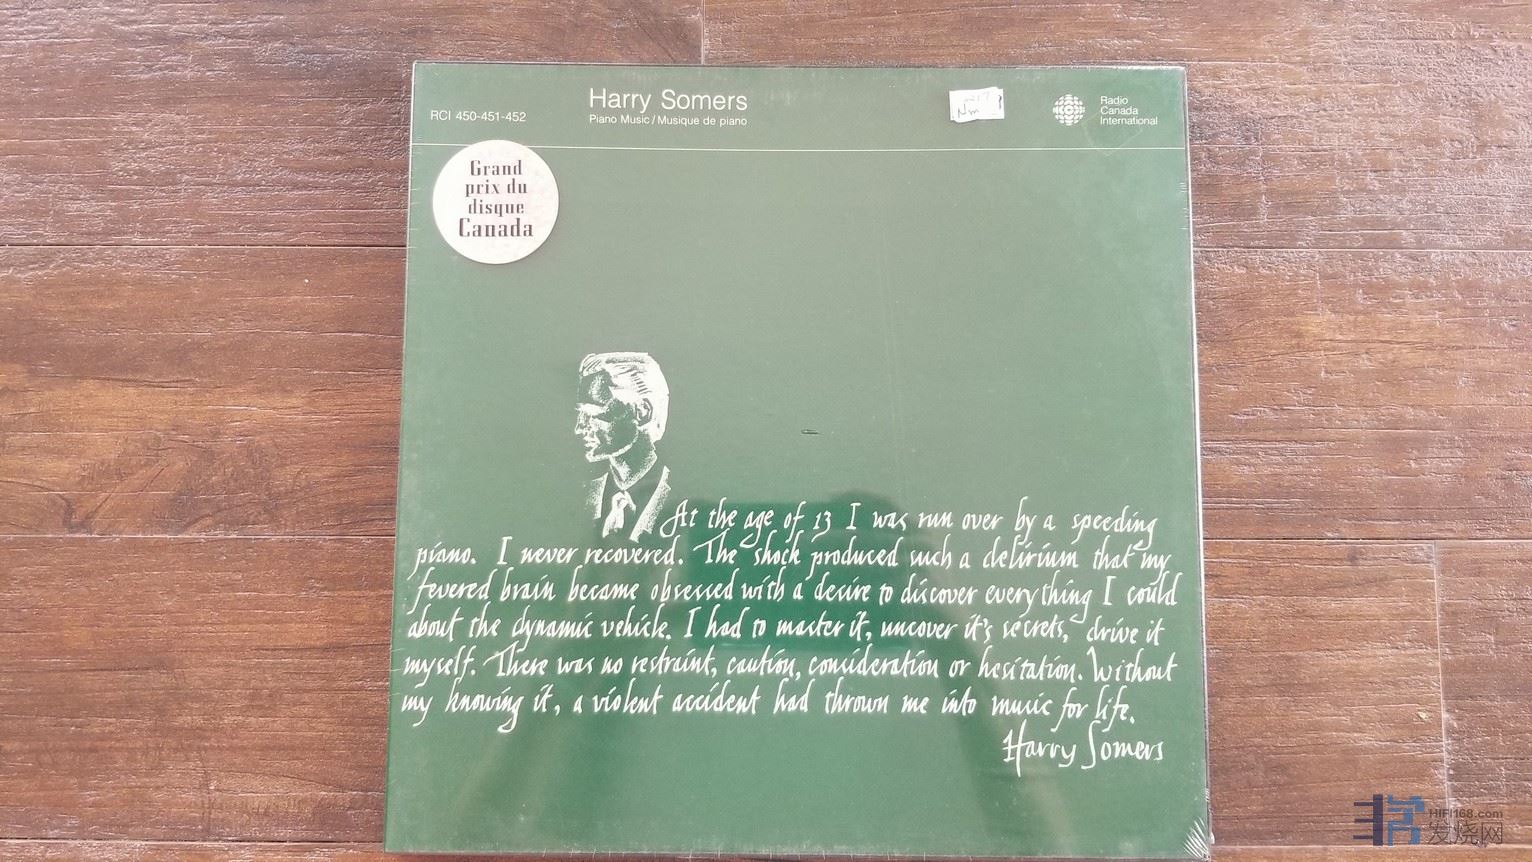 RCI 450-451-452
Harry Somers
Piano Music / Musique de piano
Nm
Radio
Canada
International
Grand
prix du
disque
Canada
At the age of 13 I was run over by a speeding
piano. I never recovered. The shock produced such a delirium that my
fevered brain became obsessed with a desire to discover everything I could
about the dynamic vehicle. I had to master it, uncover it's secrets, drive it
myself. There was no restraint, caution, consideration or hesitation. Without
my knowing it, a violent accident had thrown me into music for life.
Harry Somers
HIFI168.com
发烧网